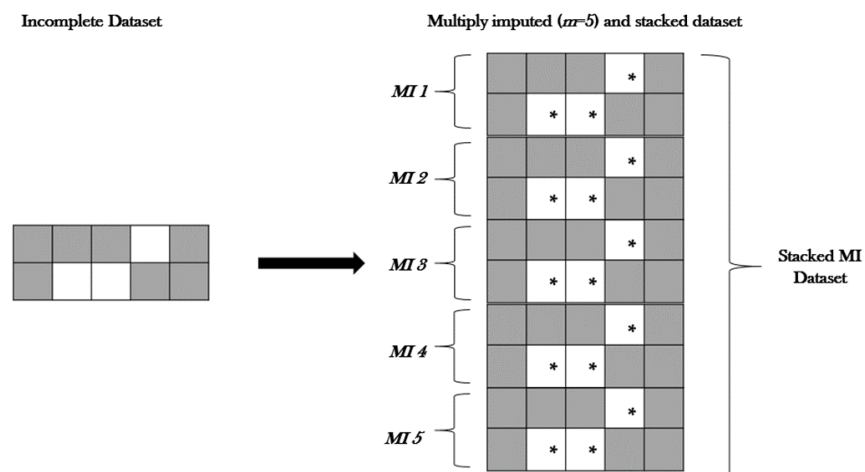 Incomplete Dataset
Multiply imputed (m=5) and stacked dataset
MI 1
*
* *
MI 2
*
* *
MI 3
*
* *
MI 4
*
* *
MI 5
*
* *
Stacked MI
Dataset